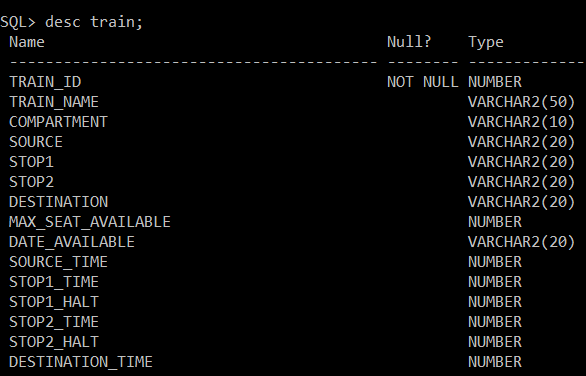 SQL> desc train;
Name Null? Type
----------------------------------------- -------- -------------
TRAIN_ID NOT NULL NUMBER
TRAIN_NAME VARCHAR2(50)
COMPARTMENT VARCHAR2(10)
SOURCE VARCHAR2(20)
STOP1 VARCHAR2(20)
STOP2 VARCHAR2(20)
DESTINATION VARCHAR2(20)
MAX_SEAT_AVAILABLE NUMBER
DATE_AVAILABLE VARCHAR2(20)
SOURCE_TIME NUMBER
STOP1_TIME NUMBER
STOP1_HALT NUMBER
STOP2_TIME NUMBER
STOP2_HALT NUMBER
DESTINATION_TIME NUMBER